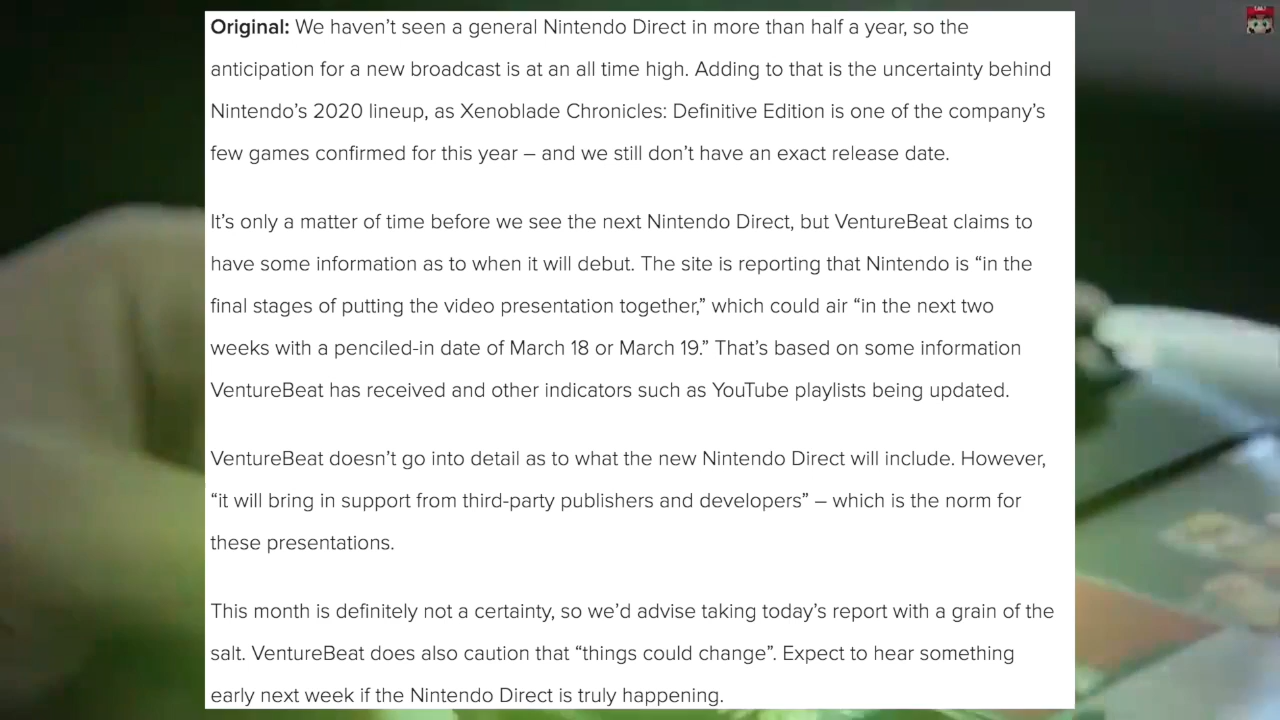 Original: We haven’t seen a general Nintendo Direct in more than half a year, so the
anticipation for a new broadcast is at an all time high. Adding to that is the uncertainty behind
Nintendo’s 2020 lineup, as Xenoblade Chronicles: Definitive Edition is one of the company’s
few games confirmed for this year – and we still don’t have an exact release date.
It’s only a matter of time before we see the next Nintendo Direct, but VentureBeat claims to
have some information as to when it will debut. The site is reporting that Nintendo is “in the
final stages of putting the video presentation together,” which could air “in the next two
weeks with a penciled-in date of March 18 or March 19.” That’s based on some information
VentureBeat has received and other indicators such as YouTube playlists being updated.
VentureBeat doesn’t go into detail as to what the new Nintendo Direct will include. However,
“it will bring in support from third-party publishers and developers” – which is the norm for
these presentations.
This month is definitely not a certainty, so we’d advise taking today’s report with a grain of the
salt. VentureBeat does also caution that “things could change”. Expect to hear something
early next week if the Nintendo Direct is truly happening.